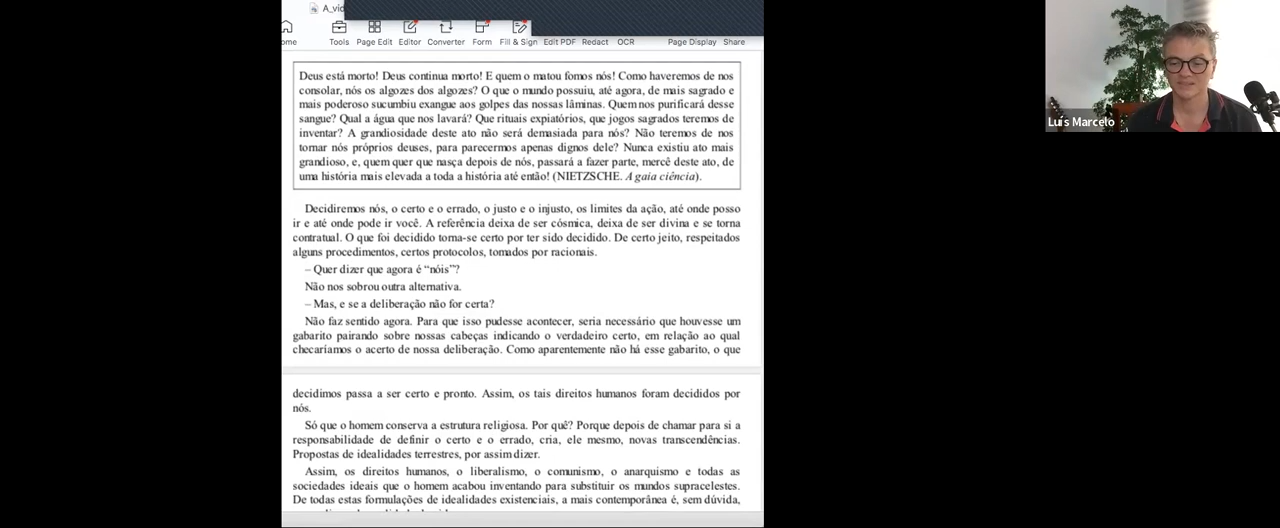 A_vid
ome Tools Page Edit Editor Converter Form Fill & Sign Edit PDF Redact OCR Page Display Share
Deus está morto! Deus continua morto! E quem o matou fomos nós! Como haveremos de nos
consolar, nós os algozes dos algozes? O que o mundo possuiu, até agora, de mais sagrado e
mais poderoso sucumbiu exangue aos golpes das nossas lâminas. Quem nos purificará desse
sangue? Qual a água que nos lavará? Que rituais expiatórios, que jogos sagrados teremos de
inventar? A grandiosidade deste ato não será demasiada para nós? Não teremos de nos
tornar nós próprios deuses, para parecermos apenas dignos dele? Nunca existiu ato mais
grandioso, e, quem quer que nasça depois de nós, passará a fazer parte, mercê deste ato, de
uma história mais elevada a toda a história até então! (NIETZSCHE. A gaia ciência).
Decidiremos nós, o certo e o errado, o justo e o injusto, os limites da ação, até onde posso
ir e até onde pode ir você. A referência deixa de ser cósmica, deixa de ser divina e se torna
contratual. O que foi decidido torna-se certo por ter sido decidido. De certo jeito, respeitados
alguns procedimentos, certos protocolos, tomados por racionais.
– Quer dizer que agora é “nóis”?
Não nos sobrou outra alternativa.
– Mas, e se a deliberação não for certa?
Não faz sentido agora. Para que isso pudesse acontecer, seria necessário que houvesse um
gabarito pairando sobre nossas cabeças indicando o verdadeiro certo, em relação ao qual
checaríamos o acerto de nossa deliberação. Como aparentemente não há esse gabarito, o que
decidimos passa a ser certo e pronto. Assim, os tais direitos humanos foram decididos por
nós.
Só que o homem conserva a estrutura religiosa. Por quê? Porque depois de chamar para si a
responsabilidade de definir o certo e o errado, cria, ele mesmo, novas transcendências.
Propostas de idealidades terrestres, por assim dizer.
Assim, os direitos humanos, o liberalismo, o comunismo, o anarquismo e todas as
sociedades ideais que o homem acabou inventando para substituir os mundos supracelestes.
De todas estas formulações de idealidades existenciais, a mais contemporânea é, sem dúvida,
Luís Marcelo